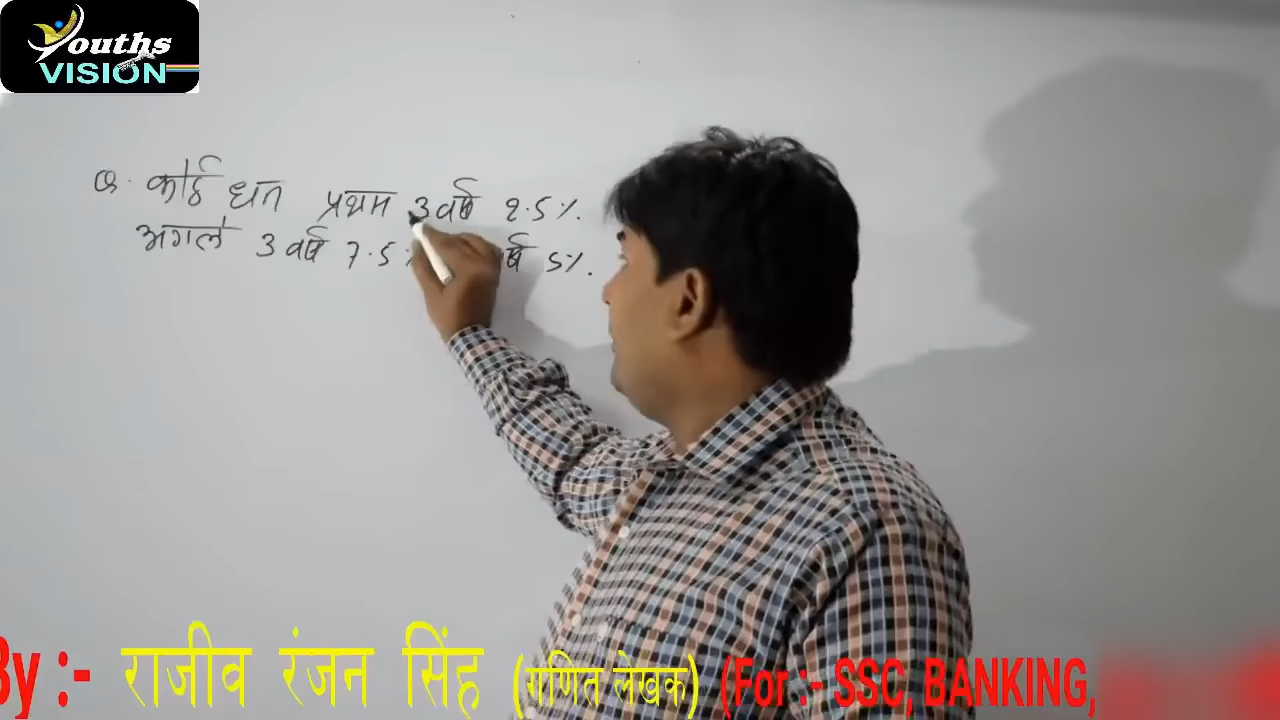 Youths
VISION
Q. कोई धन प्रथम 3 वर्ष 2.5%.
अगले 3 वर्ष 7.5% वर्ष 5%.
By :- राजीव रंजन सिंह (गणित लेखक) (For :- SSC, BANKING,